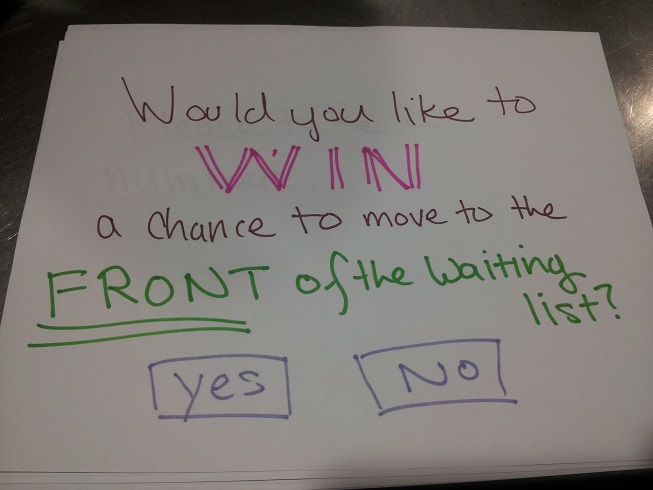 Would you like to
WIN
a chance to move to the
FRONT of the Waiting
list?
yes
No